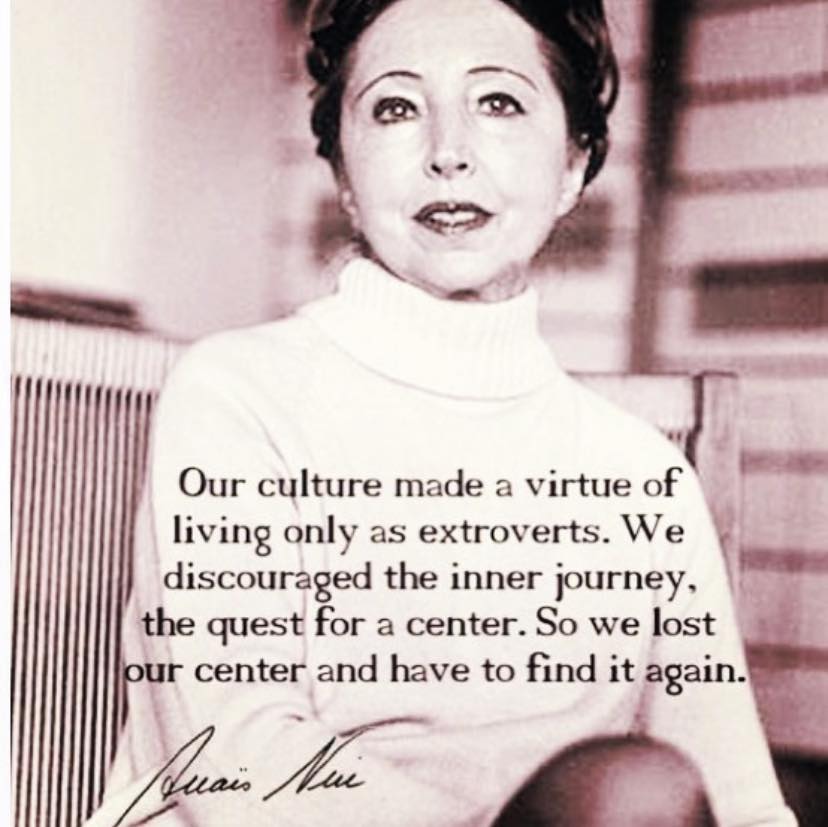 Our culture made a virtue of
living only as extroverts. We
discouraged the inner journey,
the quest for a center. So we lost
our center and have to find it again.
Anaïs Nin